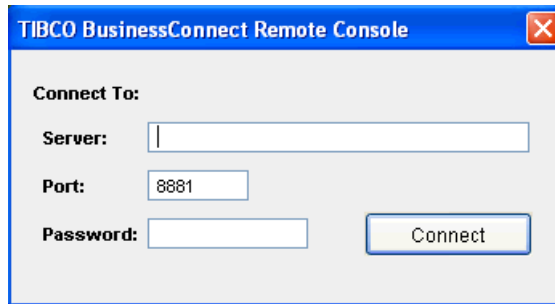 TIBCO BusinessConnect Remote Console
Connect To:
Server:
Port: 8881
Password: Connect